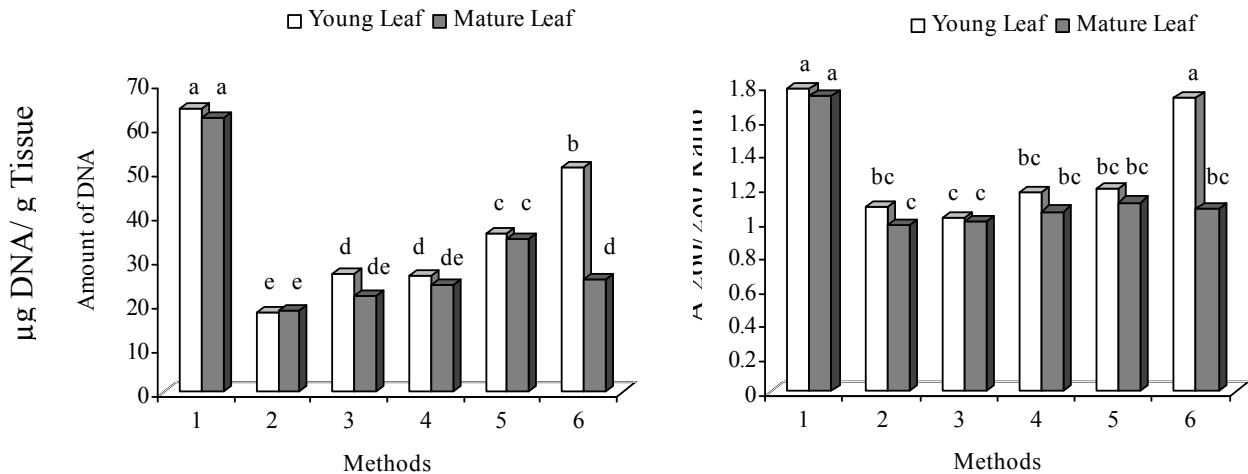 Young Leaf Mature Leaf
µg DNA/ g Tissue
Amount of DNA
70
60
50
40
30
20
10
0
a a
e e
d de
d de
c c
b d
1 2 3 4 5 6
Methods
Young Leaf Mature Leaf
1.8
1.6
1.4
1.2
1
0.8
0.6
0.4
0.2
0
a a
bc c
c c
bc bc
bc bc
a bc
1 2 3 4 5 6
Methods